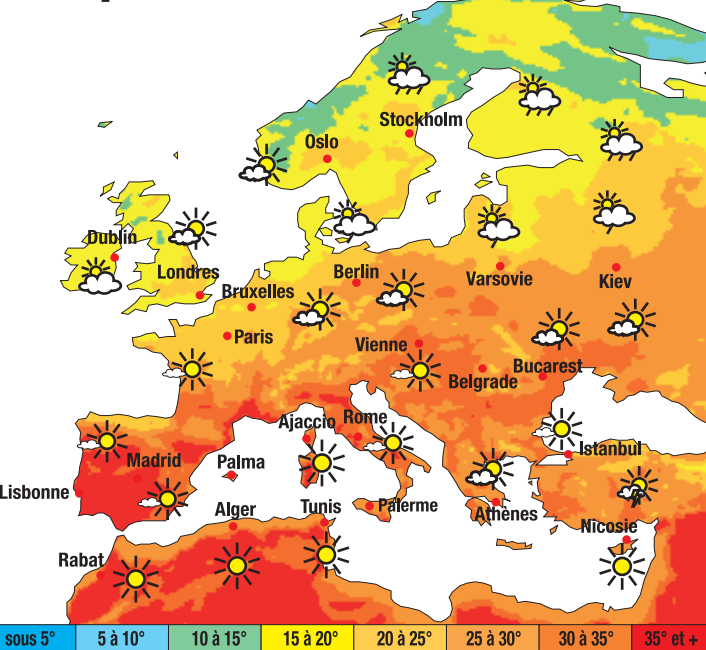 Stockholm
Oslo
Dublin
Londres
Berlin
Varsovie
Kiev
Bruxelles
Paris
Vienne
Bucarest
Belgrade
Ajaccio
Rome
Istanbul
Madrid
Palma
Lisbonne
Alger
Tunis
Palerme
Athènes
Nicosie
Rabat
sous 5° 5 à 10° 10 à 15° 15 à 20° 20 à 25° 25 à 30° 30 à 35° 35° et +